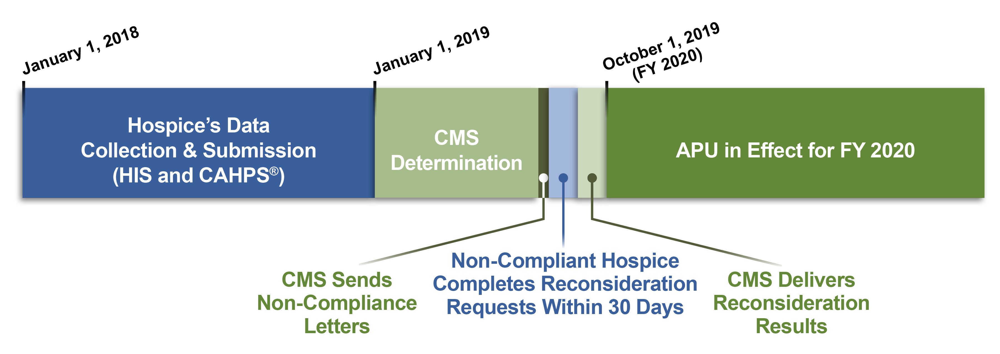 January 1, 2018
January 1, 2019
October 1, 2019
(FY 2020)
Hospice’s Data
Collection & Submission
(HIS and CAHPS®)
CMS
Determination
APU in Effect for FY 2020
CMS Sends
Non-Compliance
Letters
Non-Compliant Hospice
Completes Reconsideration
Requests Within 30 Days
CMS Delivers
Reconsideration
Results